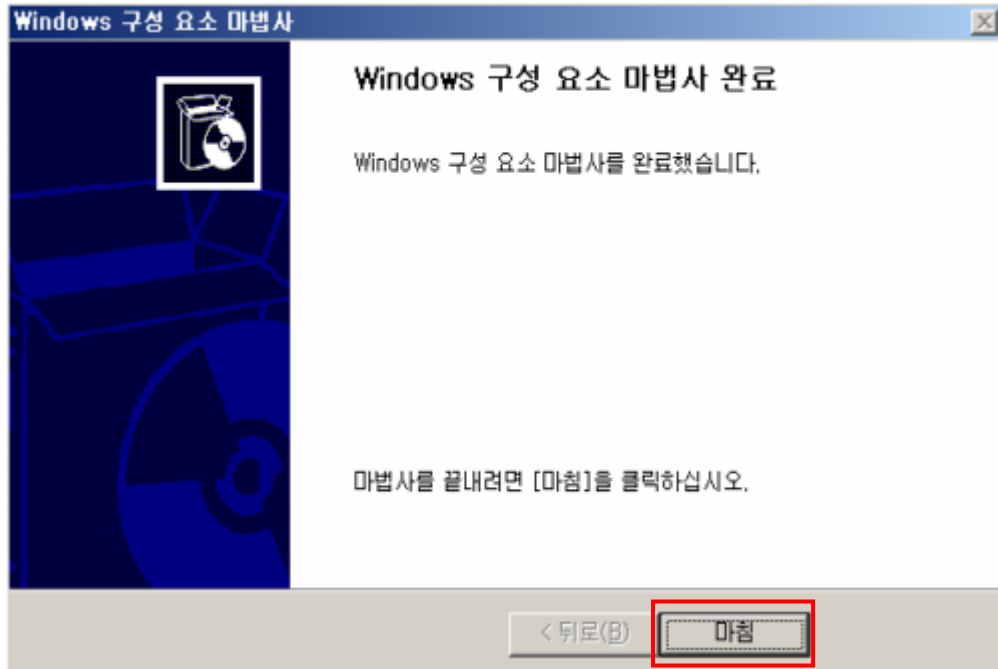 Windows 구성 요소 마법사
Windows 구성 요소 마법사 완료
Windows 구성 요소 마법사를 완료했습니다.
마법사를 끝내려면 [마침]을 클릭하십시오.
< 뒤로(B) 마침